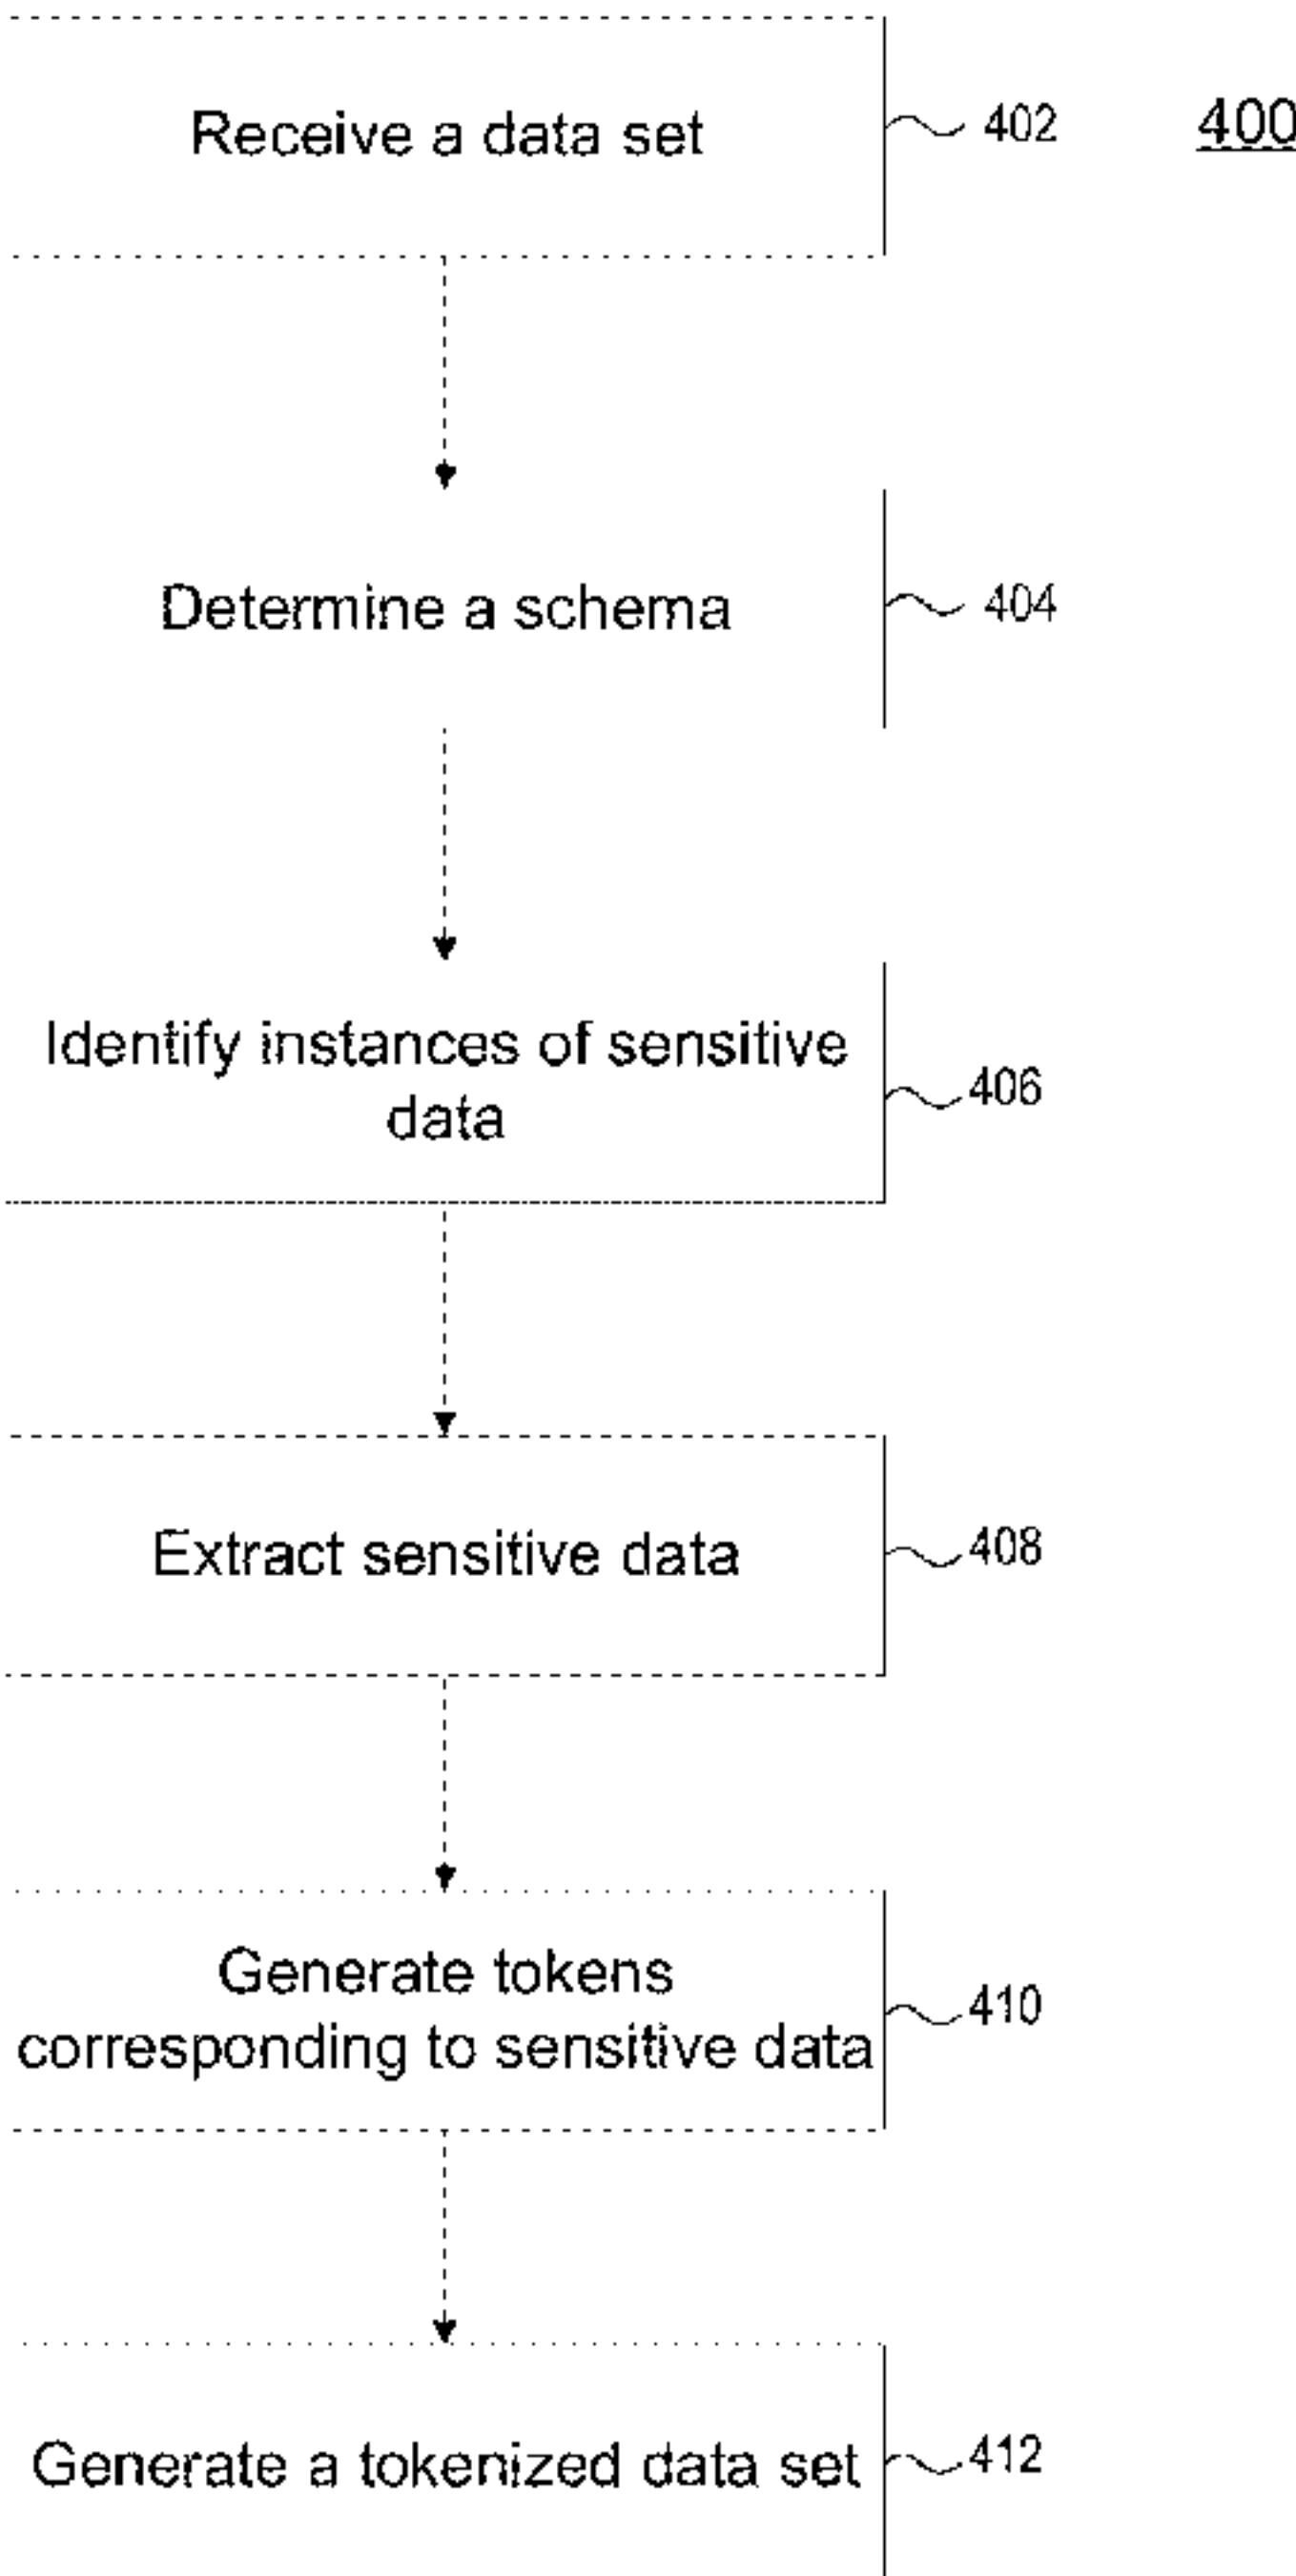 Receive a data set
402
400
Determine a schema
404
Identify instances of sensitive
data
406
Extract sensitive data
408
Generate tokens
corresponding to sensitive data
410
Generate a tokenized data set
412